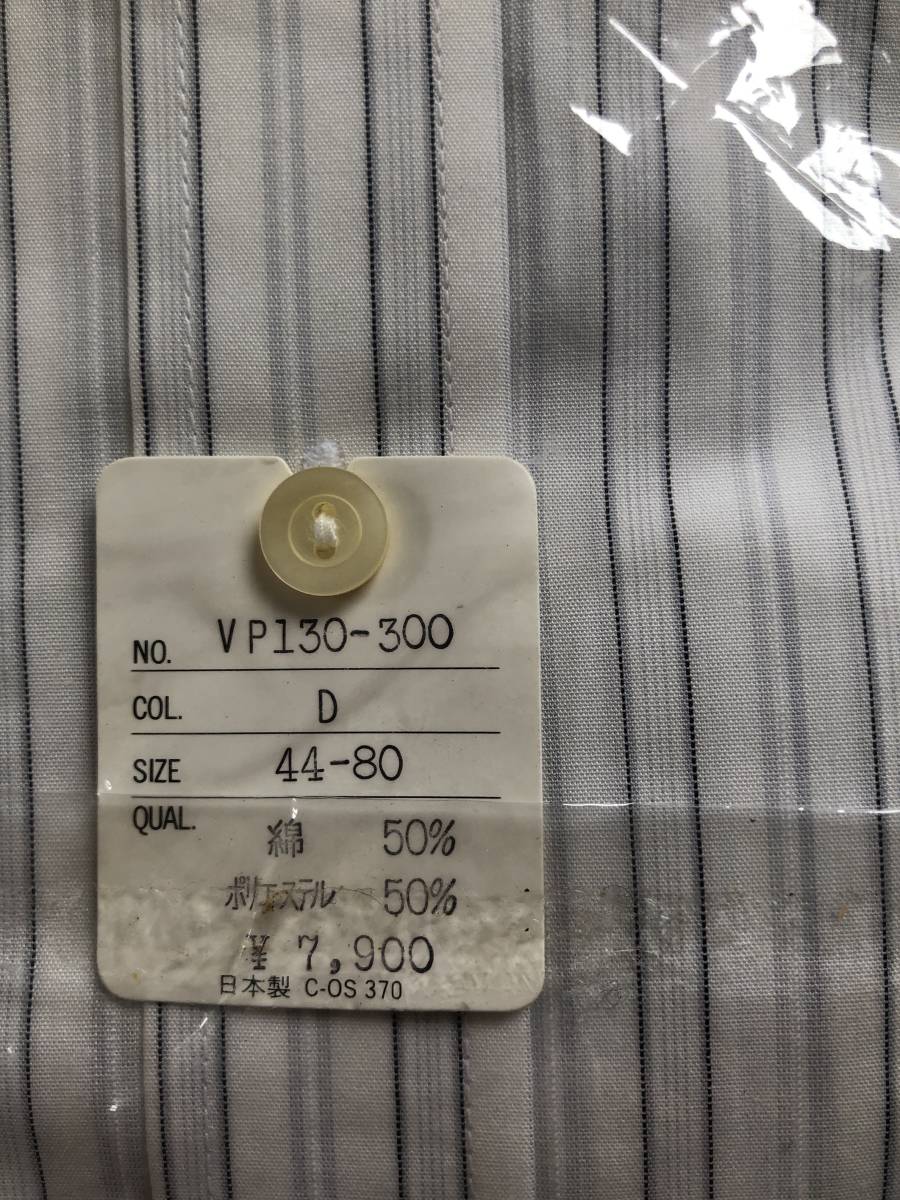 NO. VP130-300
COL. D
SIZE 44-80
QUAL. 綿 50%
ポリエステル 50%
¥ 7,900
日本製 C-OS 370